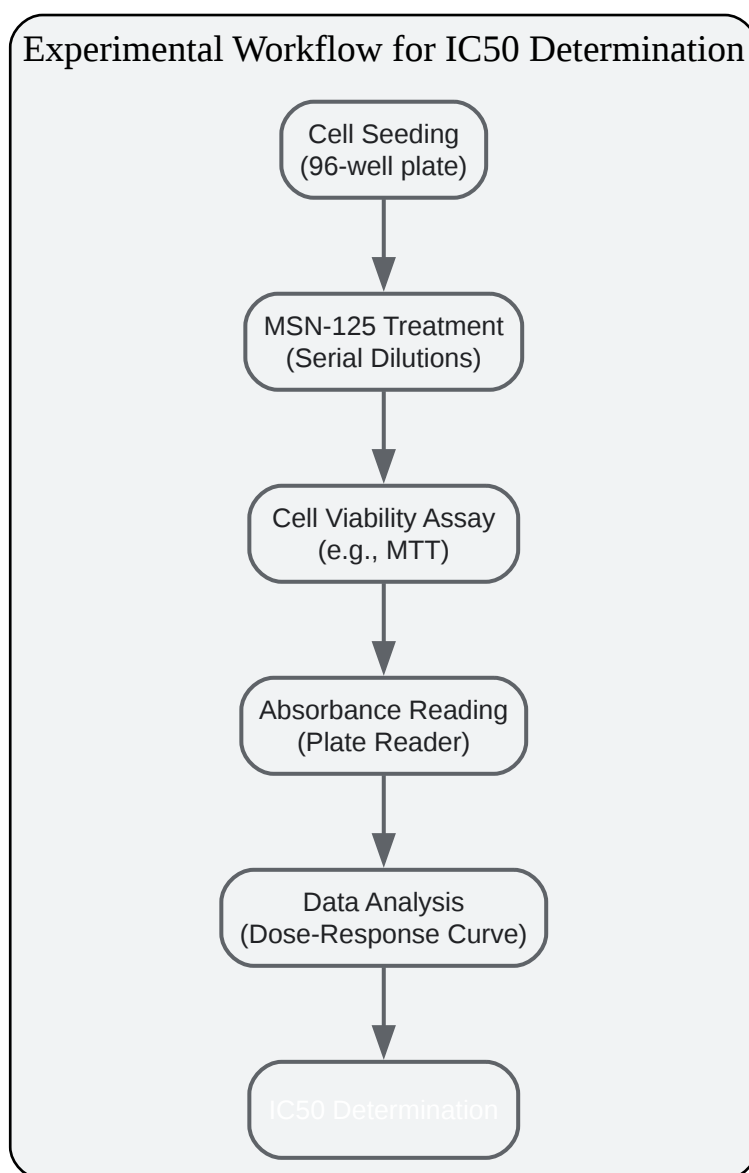 Experimental Workflow for IC50 Determination
Cell Seeding
(96-well plate)
MSN-125 Treatment
(Serial Dilutions)
Cell Viability Assay
(e.g., MTT)
Absorbance Reading
(Plate Reader)
Data Analysis
(Dose-Response Curve)
IC50 Determination